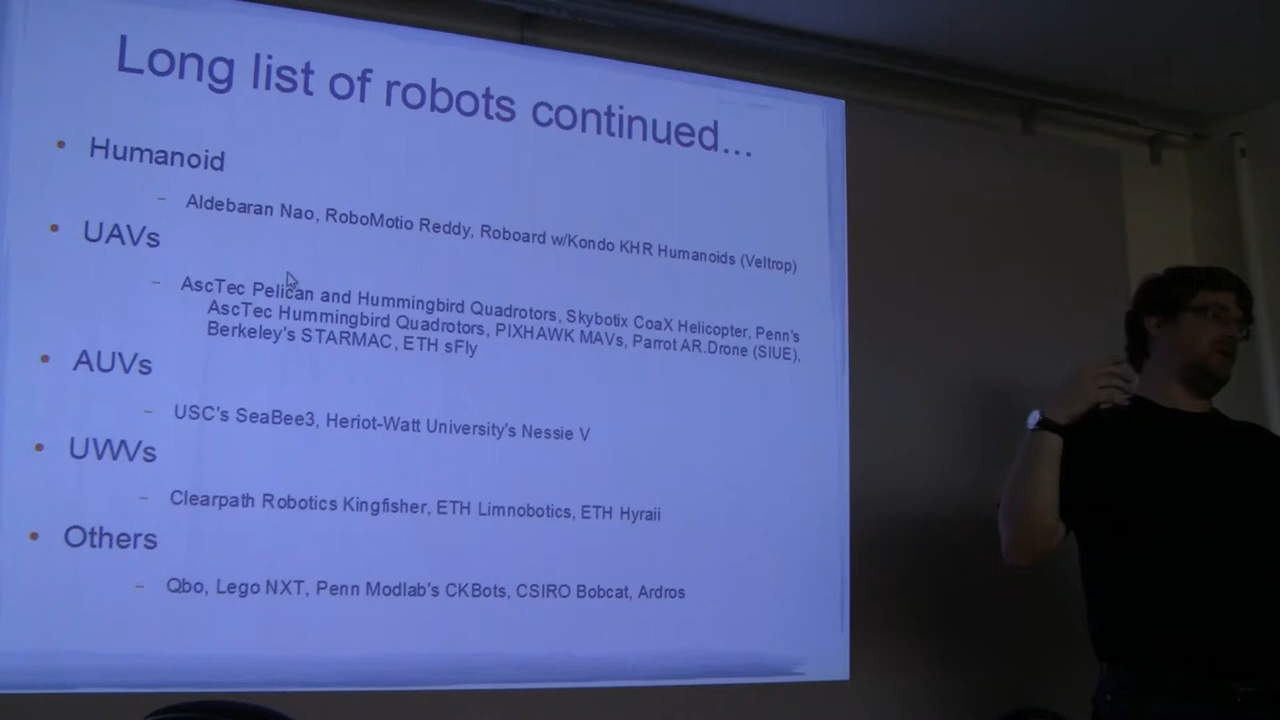 Long list of robots continued...
• Humanoid
– Aldebaran Nao, RoboMotio Reddy, Roboard w/Kondo KHR Humanoids (Veltrop)
• UAVs
– AscTec Pelican and Hummingbird Quadrotors, Skybotix CoaX Helicopter, Penn's
AscTec Hummingbird Quadrotors, PIXHAWK MAVs, Parrot AR.Drone (SIUE),
Berkeley's STARMAC, ETH sFly
• AUVs
– USC's SeaBee3, Heriot-Watt University's Nessie V
• UWVs
– Clearpath Robotics Kingfisher, ETH Limnobotics, ETH Hyraii
• Others
– Qbo, Lego NXT, Penn Modlab's CKBots, CSIRO Bobcat, Ardros